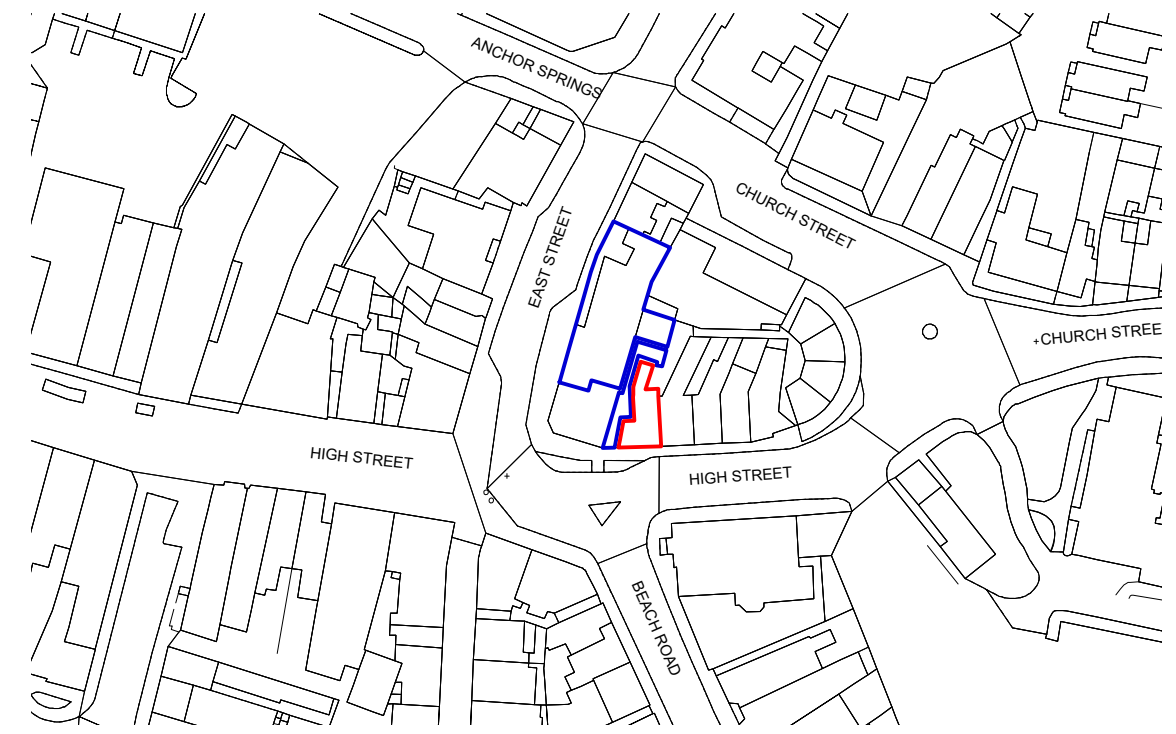 ANCHOR SPRINGS
CHURCH STREET
EAST STREET
CHURCH STREE
HIGH STREET
HIGH STREET
BEACH ROAD